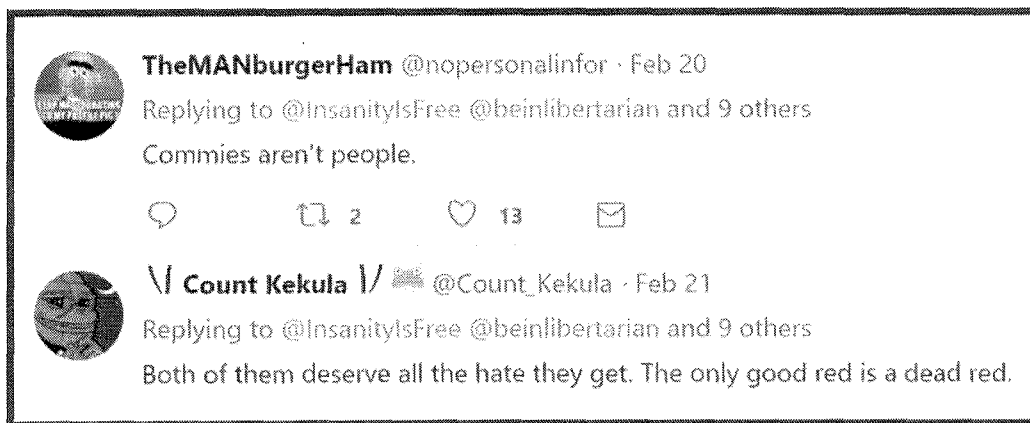 TheMANburgerHam @nopersonalinfor · Feb 20
Replying to @InsanityIsFree @beinlibertarian and 9 others
Commies aren't people.
2 13
\/ Count Kekula \/ @Count_Kekula · Feb 21
Replying to @InsanityIsFree @beinlibertarian and 9 others
Both of them deserve all the hate they get. The only good red is a dead red.